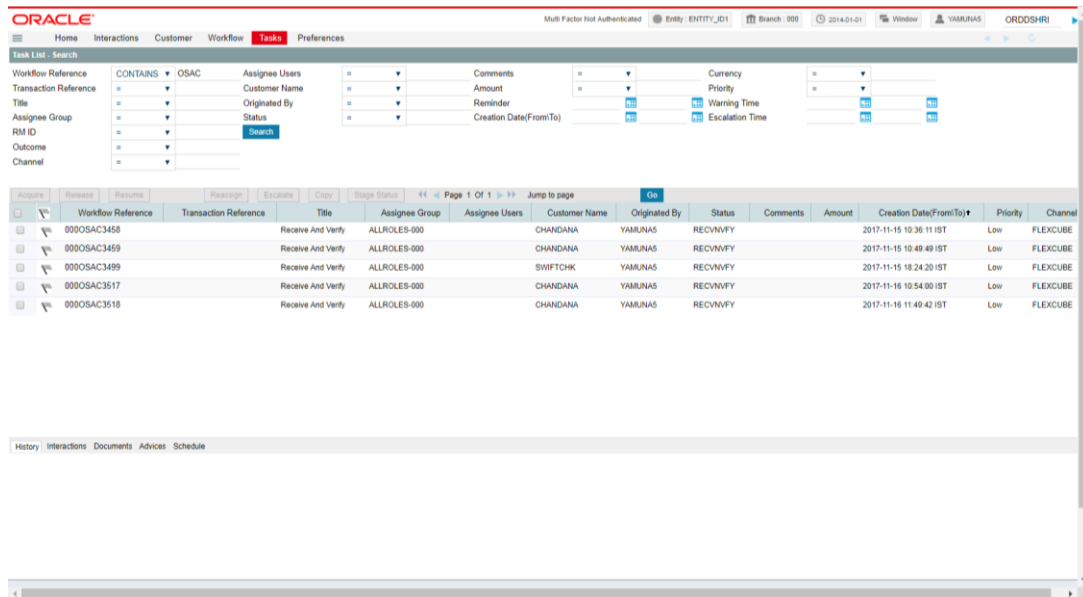 ORACLE
Multi Factor Not Authenticated Entity : ENTITY_ID1 Branch : 000 2014-01-01 Window YAMUNA5 ORDDSHRI
Home Interactions Customer Workflow Tasks Preferences
Task List - Search
Workflow Reference CONTAINS OSAC Assignee Users = Comments = Currency =
Transaction Reference = Customer Name = Amount = Priority =
Title = Originated By = Reminder Warning Time
Assignee Group = Status = Creation Date(From\To) Escalation Time
RM ID = Search
Outcome =
Channel =
Acquire Release Resume Reassign Escalate Copy Stage Status Page 1 Of 1 Jump to page Go
Workflow Reference Transaction Reference Title Assignee Group Assignee Users Customer Name Originated By Status Comments Amount Creation Date(From\To) Priority Channel
000OSAC3458 Receive And Verify ALLROLES-000 CHANDANA YAMUNA5 RECVNVFY 2017-11-15 10:36:11 IST Low FLEXCUBE
000OSAC3459 Receive And Verify ALLROLES-000 CHANDANA YAMUNA5 RECVNVFY 2017-11-15 10:49:49 IST Low FLEXCUBE
000OSAC3499 Receive And Verify ALLROLES-000 SWIFTCHK YAMUNA5 RECVNVFY 2017-11-15 18:24:20 IST Low FLEXCUBE
000OSAC3517 Receive And Verify ALLROLES-000 CHANDANA YAMUNA5 RECVNVFY 2017-11-16 10:54:00 IST Low FLEXCUBE
000OSAC3518 Receive And Verify ALLROLES-000 CHANDANA YAMUNA5 RECVNVFY 2017-11-16 11:49:42 IST Low FLEXCUBE
History Interactions Documents Advices Schedule